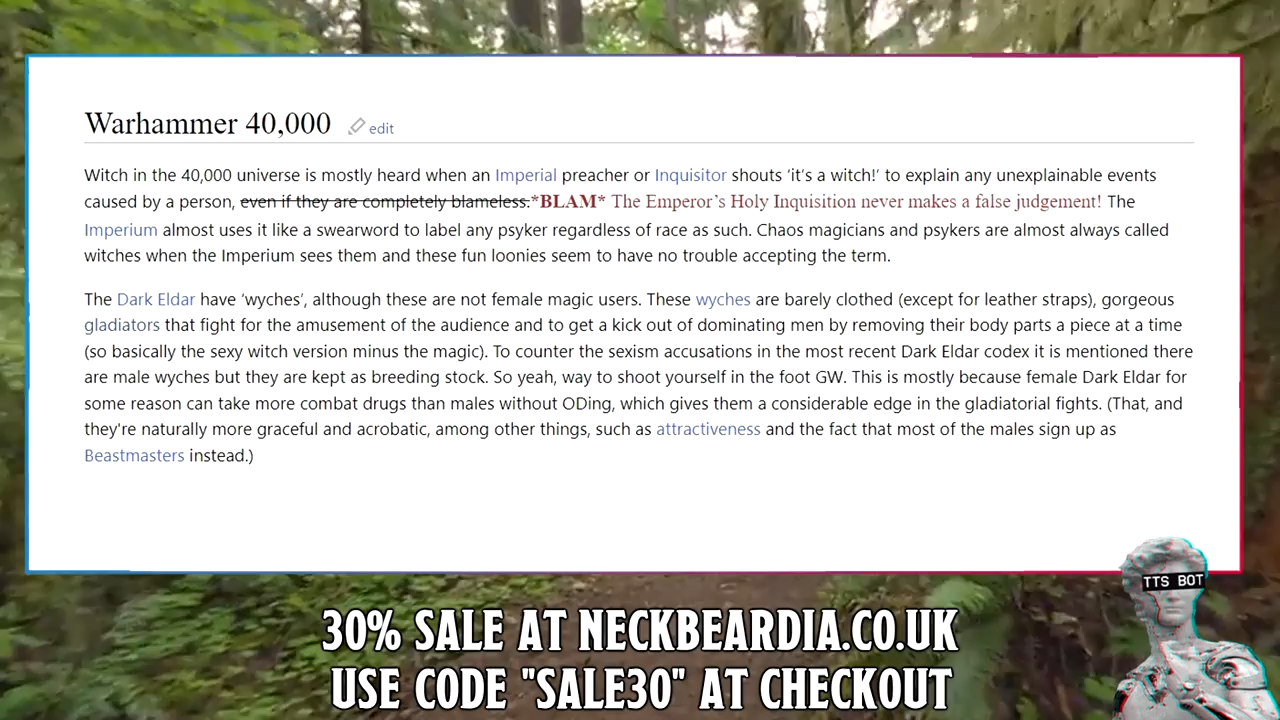 Warhammer 40,000 edit
Witch in the 40,000 universe is mostly heard when an Imperial preacher or Inquisitor shouts ‘it’s a witch!’ to explain any unexplainable events
caused by a person, even if they are completely blameless.*BLAM* The Emperor’s Holy Inquisition never makes a false judgement! The
Imperium almost uses it like a swearword to label any psyker regardless of race as such. Chaos magicians and psykers are almost always called
witches when the Imperium sees them and these fun loonies seem to have no trouble accepting the term.
The Dark Eldar have ‘wyches’, although these are not female magic users. These wyches are barely clothed (except for leather straps), gorgeous
gladiators that fight for the amusement of the audience and to get a kick out of dominating men by removing their body parts a piece at a time
(so basically the sexy witch version minus the magic). To counter the sexism accusations in the most recent Dark Eldar codex it is mentioned there
are male wyches but they are kept as breeding stock. So yeah, way to shoot yourself in the foot GW. This is mostly because female Dark Eldar for
some reason can take more combat drugs than males without ODing, which gives them a considerable edge in the gladiatorial fights. (That, and
they're naturally more graceful and acrobatic, among other things, such as attractiveness and the fact that most of the males sign up as
Beastmasters instead.)
TTS BOT
30% SALE AT NECKBEARDIA.CO.UK
USE CODE "SALE30" AT CHECKOUT